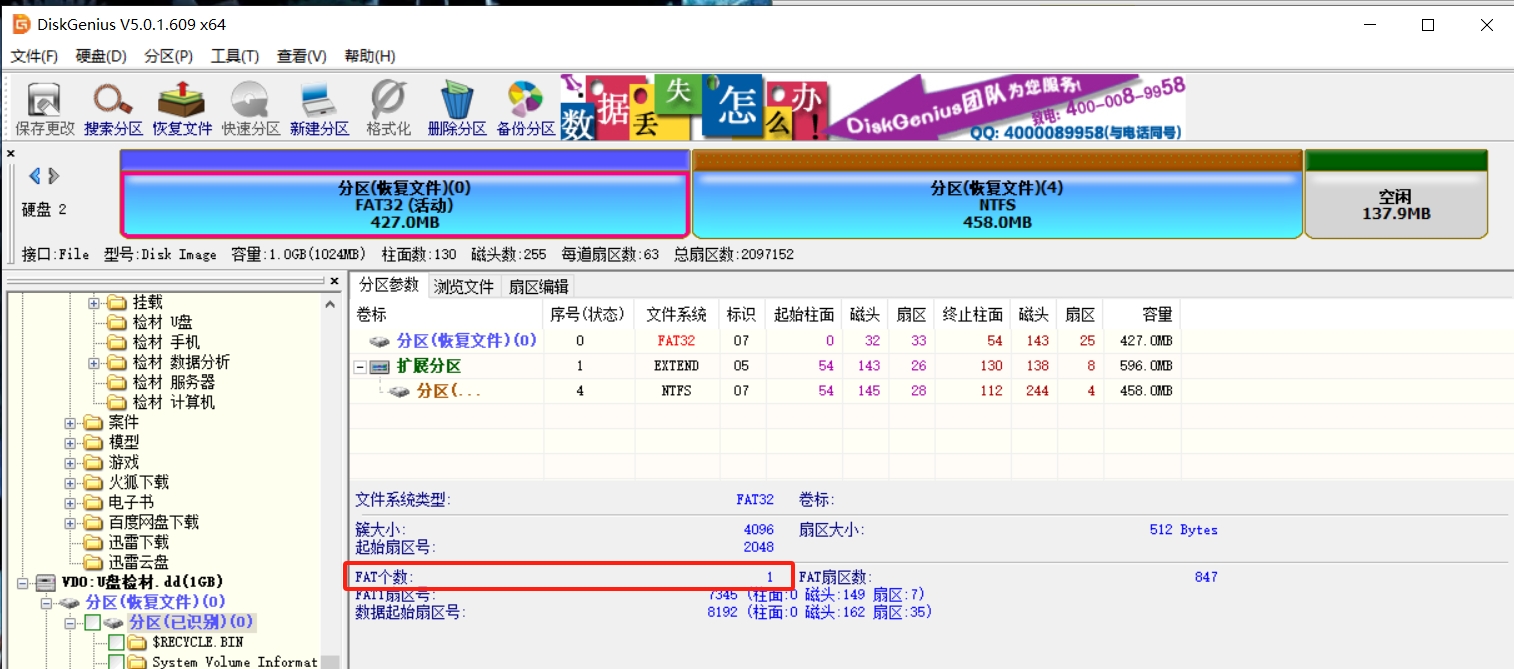 DiskGenius V5.0.1.609 x64
文件(F) 硬盘(D) 分区(P) 工具(T) 查看(V) 帮助(H)
保存更改 搜索分区 恢复文件 快速分区 新建分区 格式化 删除分区 备份分区
数据丢失怎么办!
DiskGenius团队为您服务!
致电: 400-008-9958
QQ: 4000089958(与电话同号)
硬盘 2
分区(恢复文件)(0)
FAT32 (活动)
427.0MB
分区(恢复文件)(4)
NTFS
458.0MB
空闲
137.9MB
接口:File 型号:Disk Image 容量:1.0GB(1024MB) 柱面数:130 磁头数:255 每道扇区数:63 总扇区数:2097152
挂载
检材 U盘
检材 手机
检材 数据分析
检材 服务器
检材 计算机
案件
模型
游戏
火狐下载
电子书
百度网盘下载
迅雷下载
迅雷云盘
VD0:U盘检材.dd(1GB)
分区(恢复文件)(0)
分区(已识别)(0)
$RECYCLE.BIN
System Volume Informat
分区参数 浏览文件 扇区编辑
卷标 序号(状态) 文件系统 标识 起始柱面 磁头 扇区 终止柱面 磁头 扇区 容量
分区(恢复文件)(0) 0 FAT32 07 0 32 33 54 143 25 427.0MB
扩展分区 1 EXTEND 05 54 143 26 130 138 8 596.0MB
分区(... 4 NTFS 07 54 145 28 112 244 4 458.0MB
文件系统类型: FAT32 卷标:
簇大小: 4096 扇区大小: 512 Bytes
起始扇区号: 2048
FAT个数: 1 FAT扇区数: 847
FAT1扇区号: 7345 (柱面:0 磁头:149 扇区:7)
数据起始扇区号: 8192 (柱面:0 磁头:162 扇区:35)